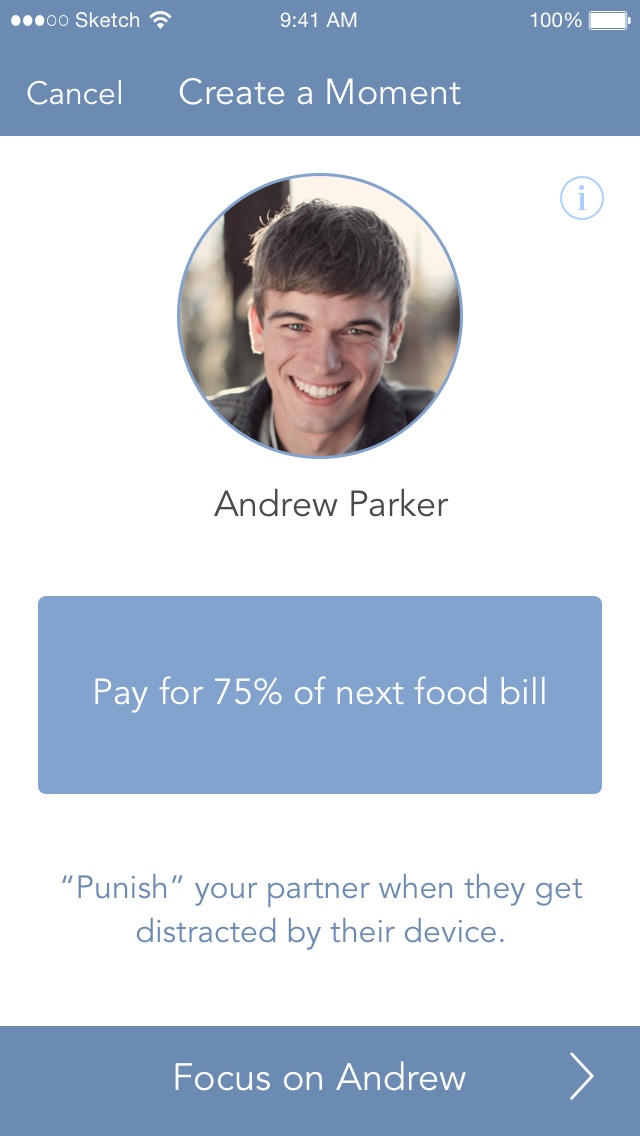 Sketch 9:41 AM 100%
Cancel Create a Moment
i
Andrew Parker
Pay for 75% of next food bill
“Punish” your partner when they get
distracted by their device.
Focus on Andrew